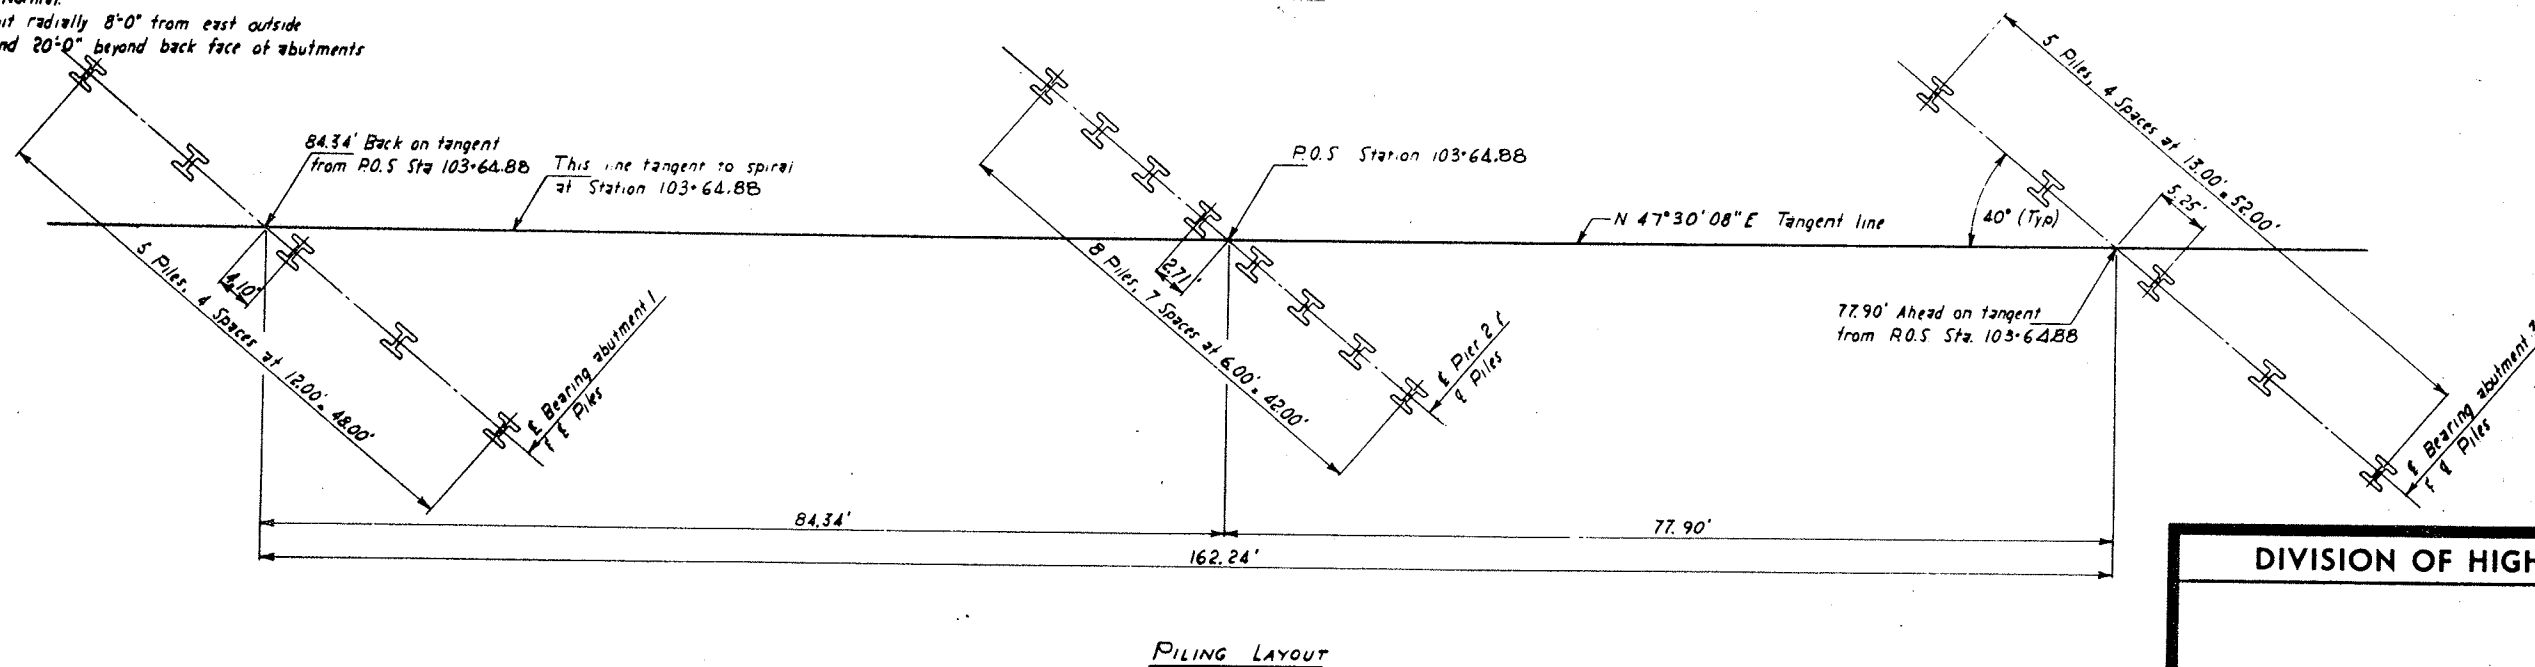 it radially 8'-0" from east outside
nd 20'-0" beyond back face of abutments
84.34' Back on tangent
from P.O.S Sta 103+64.88
This line tangent to spiral
at Station 103+64.88
P.O.S Station 103+64.88
N 47°30'08" E Tangent line
40° (Typ)
5 Piles, 4 Spaces at 13.00' = 52.00'
5.25'
77.90' Ahead on tangent
from P.O.S. Sta. 103+64.88
4.10'
5 Piles, 4 Spaces at 12.00' = 48.00'
℄ Bearing abutment 1
℄ Piles
2.71'
8 Piles, 7 Spaces at 6.00' = 42.00'
℄ Pier 2
℄ Piles
℄ Bearing abutment
℄ Piles
84.34'
77.90'
162.24'
PILING LAYOUT
DIVISION OF HIGH